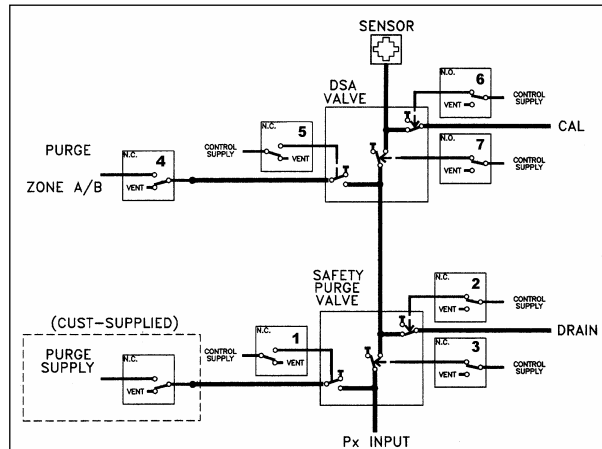 SENSOR
DSA
VALVE
N.O.
6
VENT
CONTROL
SUPPLY
CAL
N.C.
5
CONTROL
SUPPLY
VENT
N.O.
7
VENT
CONTROL
SUPPLY
PURGE
ZONE A/B
N.C.
4
VENT
SAFETY
PURGE
VALVE
N.C.
2
VENT
CONTROL
SUPPLY
DRAIN
(CUST-SUPPLIED)
PURGE
SUPPLY
N.C.
VENT
N.C.
1
CONTROL
SUPPLY
VENT
N.C.
3
VENT
CONTROL
SUPPLY
Px INPUT